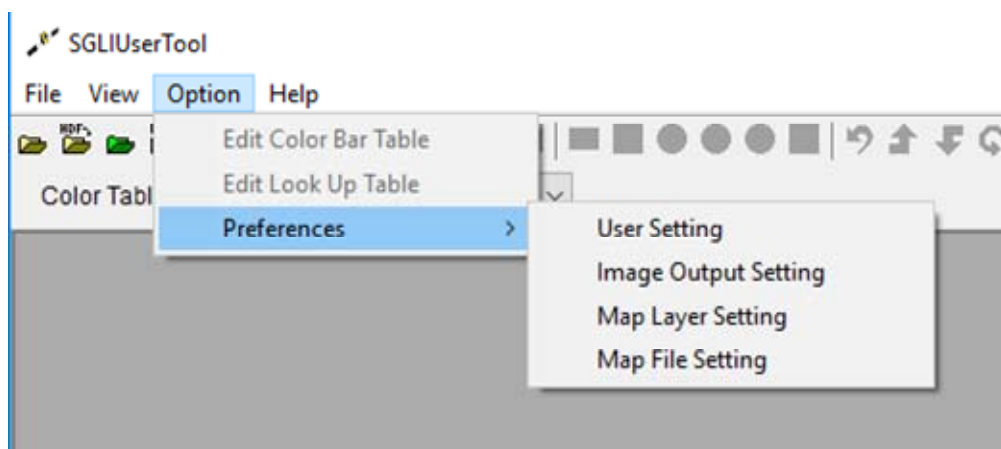 SGLIUserTool
File View Option Help
HDF
Edit Color Bar Table
Edit Look Up Table
Color Tabl
Preferences >
User Setting
Image Output Setting
Map Layer Setting
Map File Setting